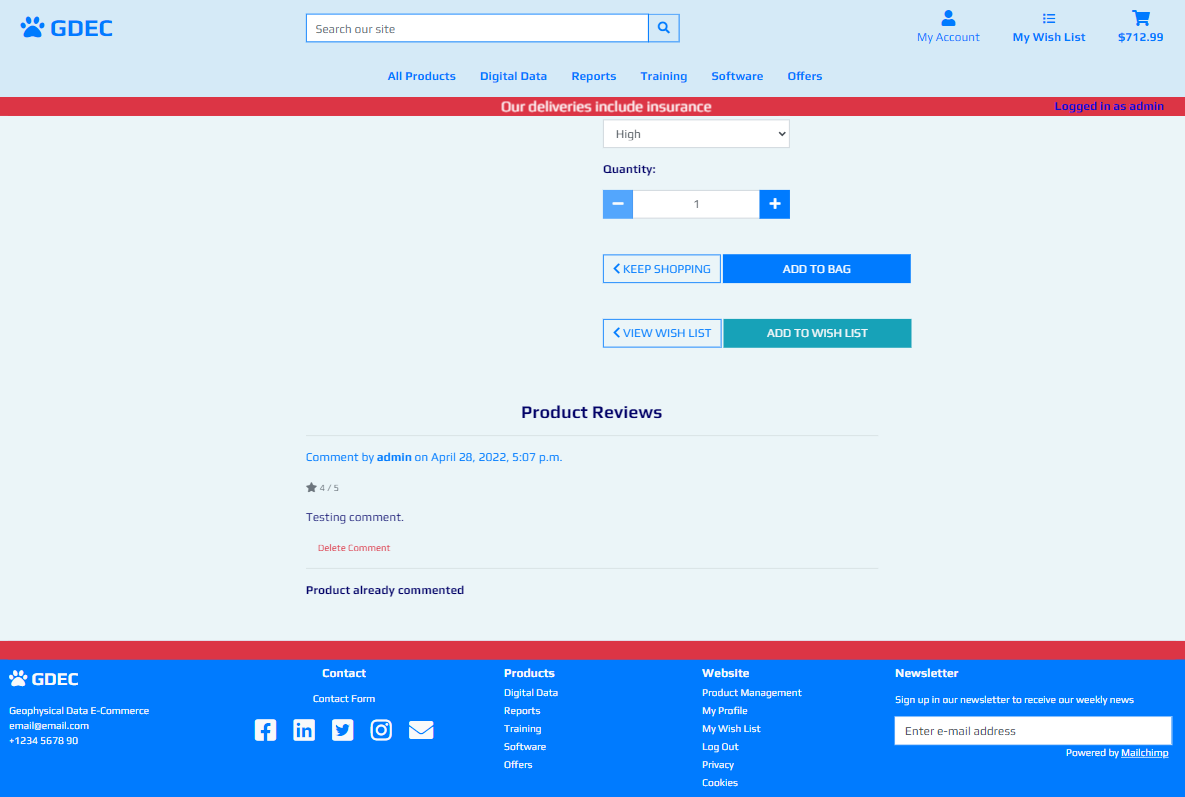 GDEC
Search our site
My Account
My Wish List
$712.99
All Products
Digital Data
Reports
Training
Software
Offers
Our deliveries include insurance
Logged in as admin
High
Quantity:
1
KEEP SHOPPING
ADD TO BAG
VIEW WISH LIST
ADD TO WISH LIST
Product Reviews
Comment by admin on April 28, 2022, 5:07 p.m.
4 / 5
Testing comment.
Delete Comment
Product already commented
GDEC
Geophysical Data E-Commerce
email@email.com
+1234 5678 90
Contact
Contact Form
Products
Digital Data
Reports
Training
Software
Offers
Website
Product Management
My Profile
My Wish List
Log Out
Privacy
Cookies
Newsletter
Sign up in our newsletter to receive our weekly news
Enter e-mail address
Powered by Mailchimp